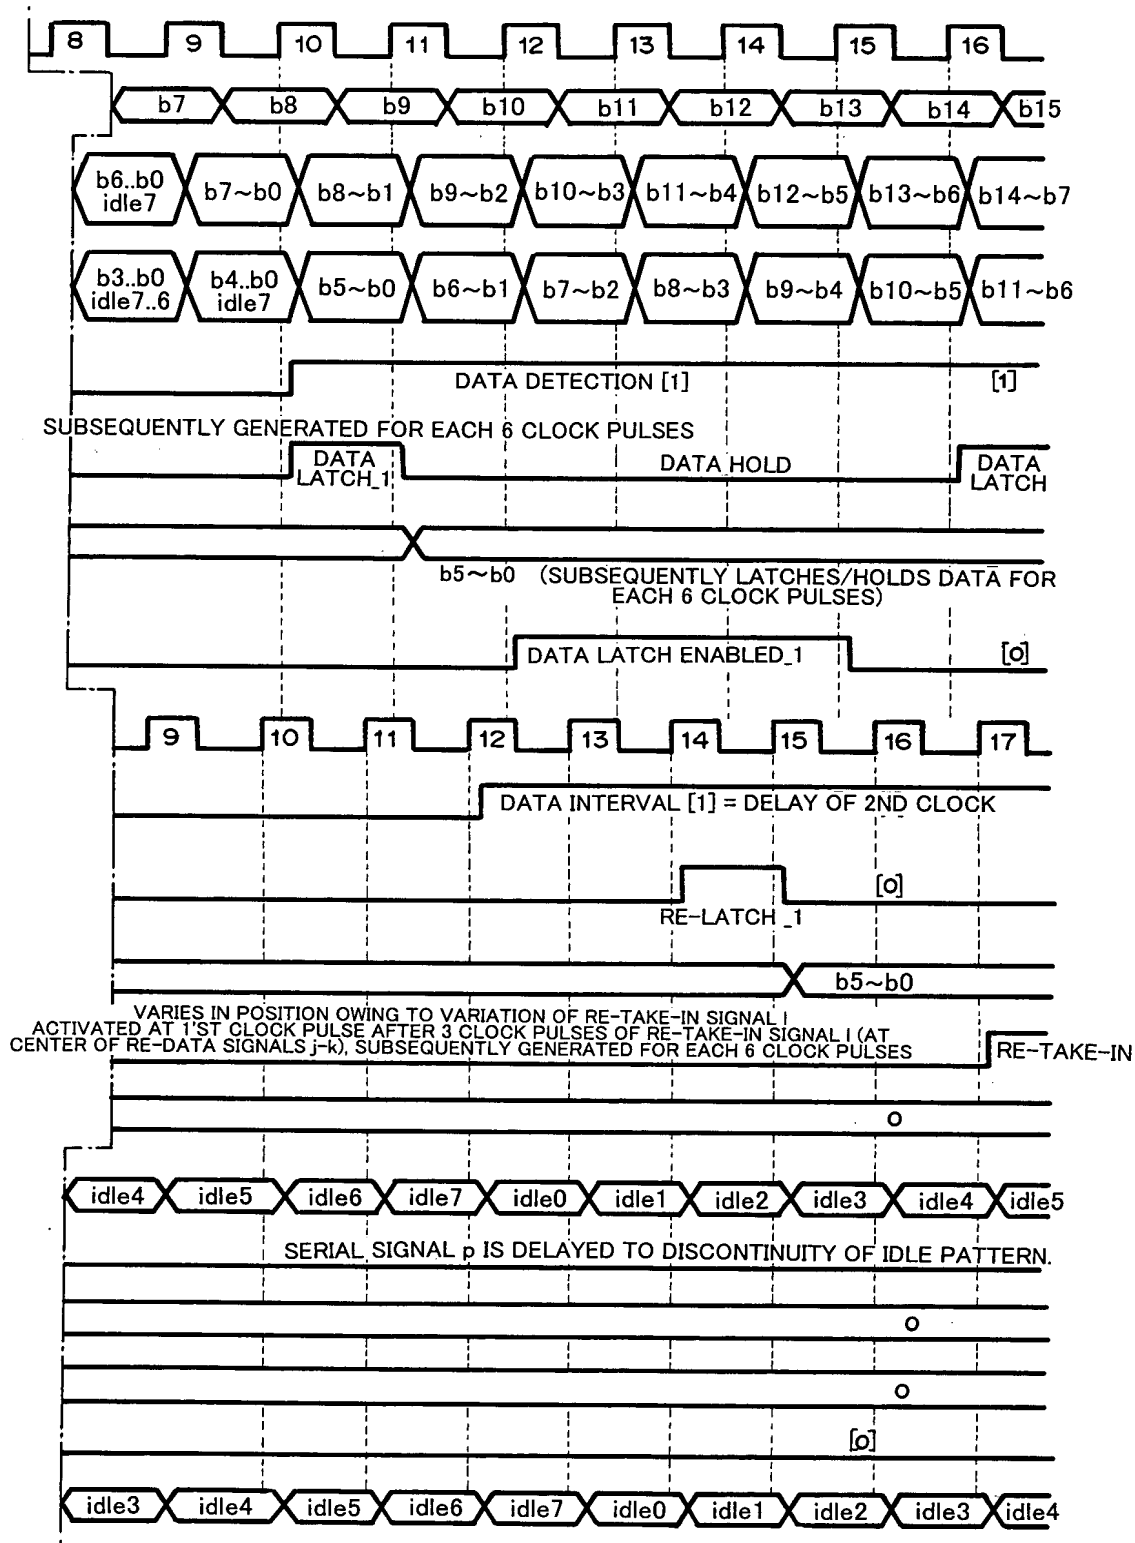 8 9 10 11 12 13 14 15 16
b7 b8 b9 b10 b11 b12 b13 b14 b15
b6..b0 idle7 b7~b0 b8~b1 b9~b2 b10~b3 b11~b4 b12~b5 b13~b6 b14~b7
b3..b0 idle7..6 b4..b0 idle7 b5~b0 b6~b1 b7~b2 b8~b3 b9~b4 b10~b5 b11~b6
DATA DETECTION [1] [1]
SUBSEQUENTLY GENERATED FOR EACH 6 CLOCK PULSES
DATA LATCH_1 DATA HOLD DATA LATCH
b5~b0 (SUBSEQUENTLY LATCHES/HOLDS DATA FOR
EACH 6 CLOCK PULSES)
DATA LATCH ENABLED_1 [0]
9 10 11 12 13 14 15 16 17
DATA INTERVAL [1] = DELAY OF 2ND CLOCK
[0]
RE-LATCH_1
b5~b0
VARIES IN POSITION OWING TO VARIATION OF RE-TAKE-IN SIGNAL l
ACTIVATED AT 1'ST CLOCK PULSE AFTER 3 CLOCK PULSES OF RE-TAKE-IN SIGNAL l (AT
CENTER OF RE-DATA SIGNALS j-k), SUBSEQUENTLY GENERATED FOR EACH 6 CLOCK PULSES RE-TAKE-IN
0
idle4 idle5 idle6 idle7 idle0 idle1 idle2 idle3 idle4 idle5
SERIAL SIGNAL p IS DELAYED TO DISCONTINUITY OF IDLE PATTERN.
0
0
[0]
idle3 idle4 idle5 idle6 idle7 idle0 idle1 idle2 idle3 idle4